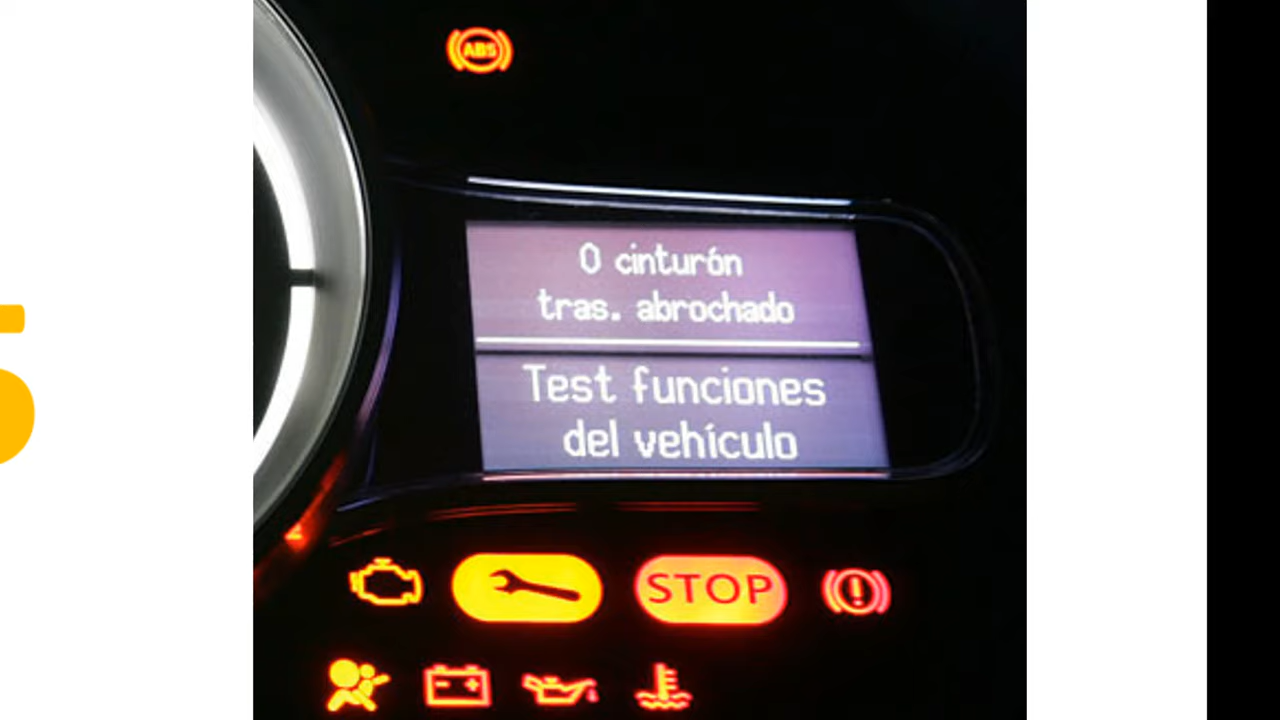 ABS
0 cinturón
tras. abrochado
Test funciones
del vehículo
STOP